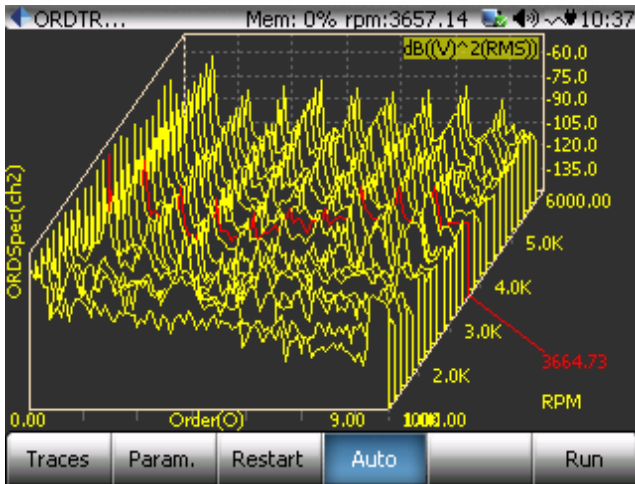 ORDTR... Mem: 0% rpm:3657.14 10:37
dB((V)^2(RMS))
-60.0
-75.0
-90.0
-105.0
-120.0
-135.0
6000.00
5.0K
4.0K
3.0K
3664.73
2.0K
RPM
ORDSpec(ch2)
0.00 Order(O) 9.00
Traces Param. Restart Auto Run